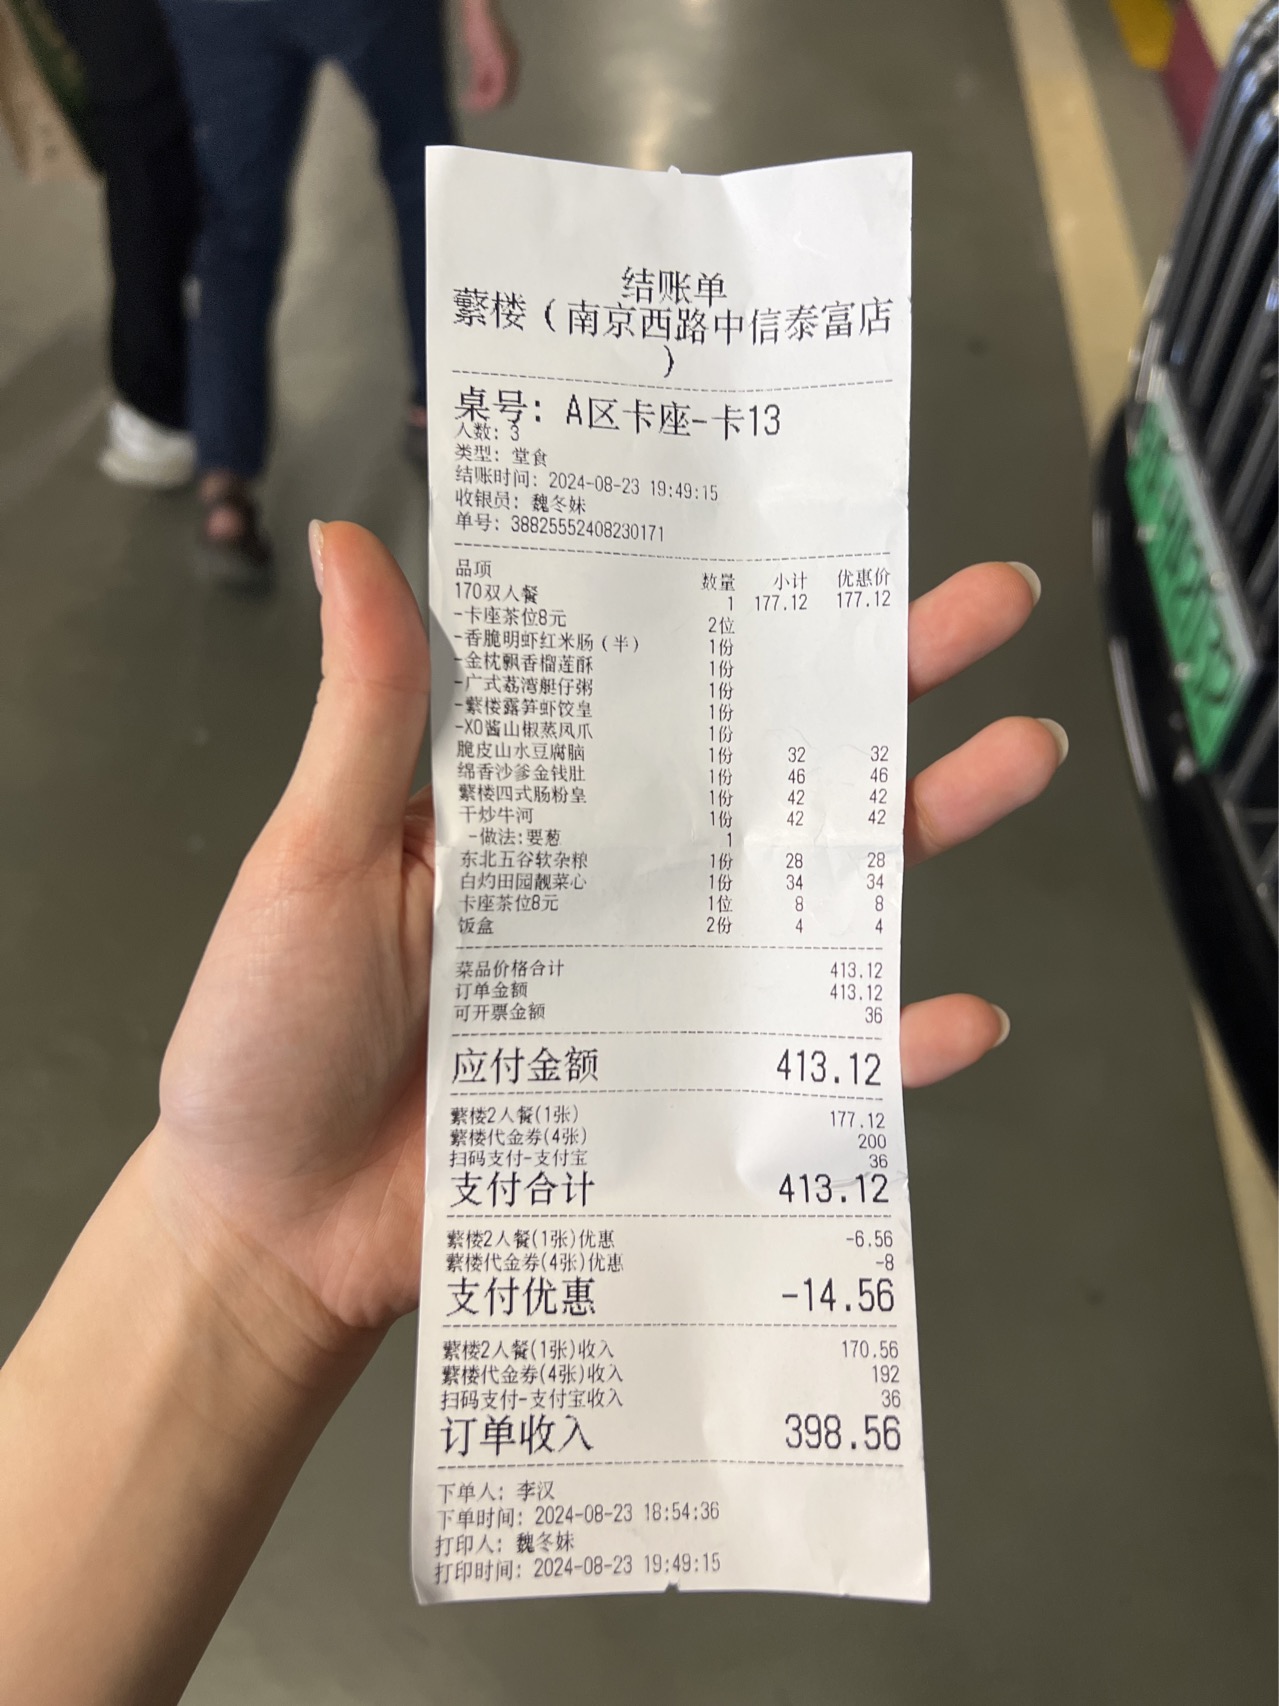 结账单
蘩楼（南京西路中信泰富店
）
桌号: A区卡座-卡13
人数: 3
类型: 堂食
结账时间: 2024-08-23 19:49:15
收银员: 魏冬妹
单号: 38825552408230171
品项 数量 小计 优惠价
170双人餐 1 177.12 177.12
-卡座茶位8元 2位
-香脆明虾红米肠（半） 1份
-金枕飘香榴莲酥 1份
-广式荔湾艇仔粥 1份
-蘩楼露笋虾饺皇 1份
-XO酱山椒蒸凤爪 1份
脆皮山水豆腐脑 1份 32 32
绵香沙爹金钱肚 1份 46 46
蘩楼四式肠粉皇 1份 42 42
干炒牛河 1份 42 42
-做法:要葱 1
东北五谷软杂粮 1份 28 28
白灼田园靓菜心 1份 34 34
卡座茶位8元 1位 8 8
饭盒 2份 4 4
菜品价格合计 413.12
订单金额 413.12
可开票金额 36
应付金额 413.12
蘩楼2人餐(1张) 177.12
蘩楼代金券(4张) 200
扫码支付-支付宝 36
支付合计 413.12
蘩楼2人餐(1张)优惠 -6.56
蘩楼代金券(4张)优惠 -8
支付优惠 -14.56
蘩楼2人餐(1张)收入 170.56
蘩楼代金券(4张)收入 192
扫码支付-支付宝收入 36
订单收入 398.56
下单人: 李汉
下单时间: 2024-08-23 18:54:36
打印人: 魏冬妹
打印时间: 2024-08-23 19:49:15